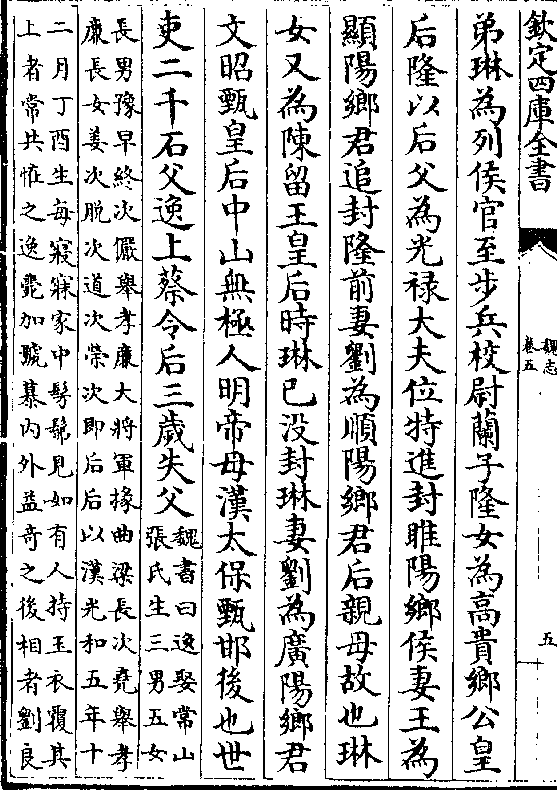 欽定四庫全書
魏志
卷五
五
弟琳為列侯官至步兵校尉蘭子隆女為高貴鄉公皇
后隆以后父為光禄大夫位特進封睢陽鄉侯妻王為
顯陽鄉君追封隆前妻劉為順陽鄉君后親母故也琳
女又為陳留王皇后時琳已没封琳妻劉為廣陽鄉君
文昭甄皇后中山無極人明帝母漢太保甄邯後也世
吏二千石父逸上蔡令后三歲失父
魏書曰逸娶常山
張氏生三男五女
長男豫早終次儼舉孝廉大將軍掾曲梁長次堯舉孝
廉長女姜次脱次道次榮次即后后以漢光和五年十
二月丁酉生每寢寐家中髣髴見如有人持玉衣覆其
上者常共怪之逸薨加號慕内外益奇之後相者劉良